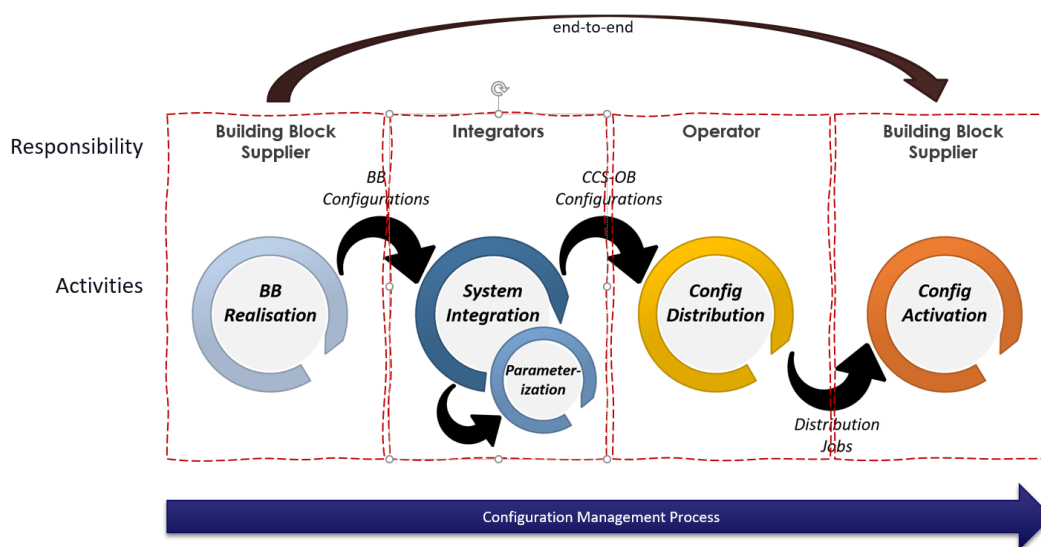 end-to-end
Responsibility
Building Block
Supplier
Integrators
Operator
Building Block
Supplier
BB
Configurations
CCS-OB
Configurations
Activities
BB
Realisation
System
Integration
Parameter-
ization
Config
Distribution
Config
Activation
Distribution
Jobs
Configuration Management Process